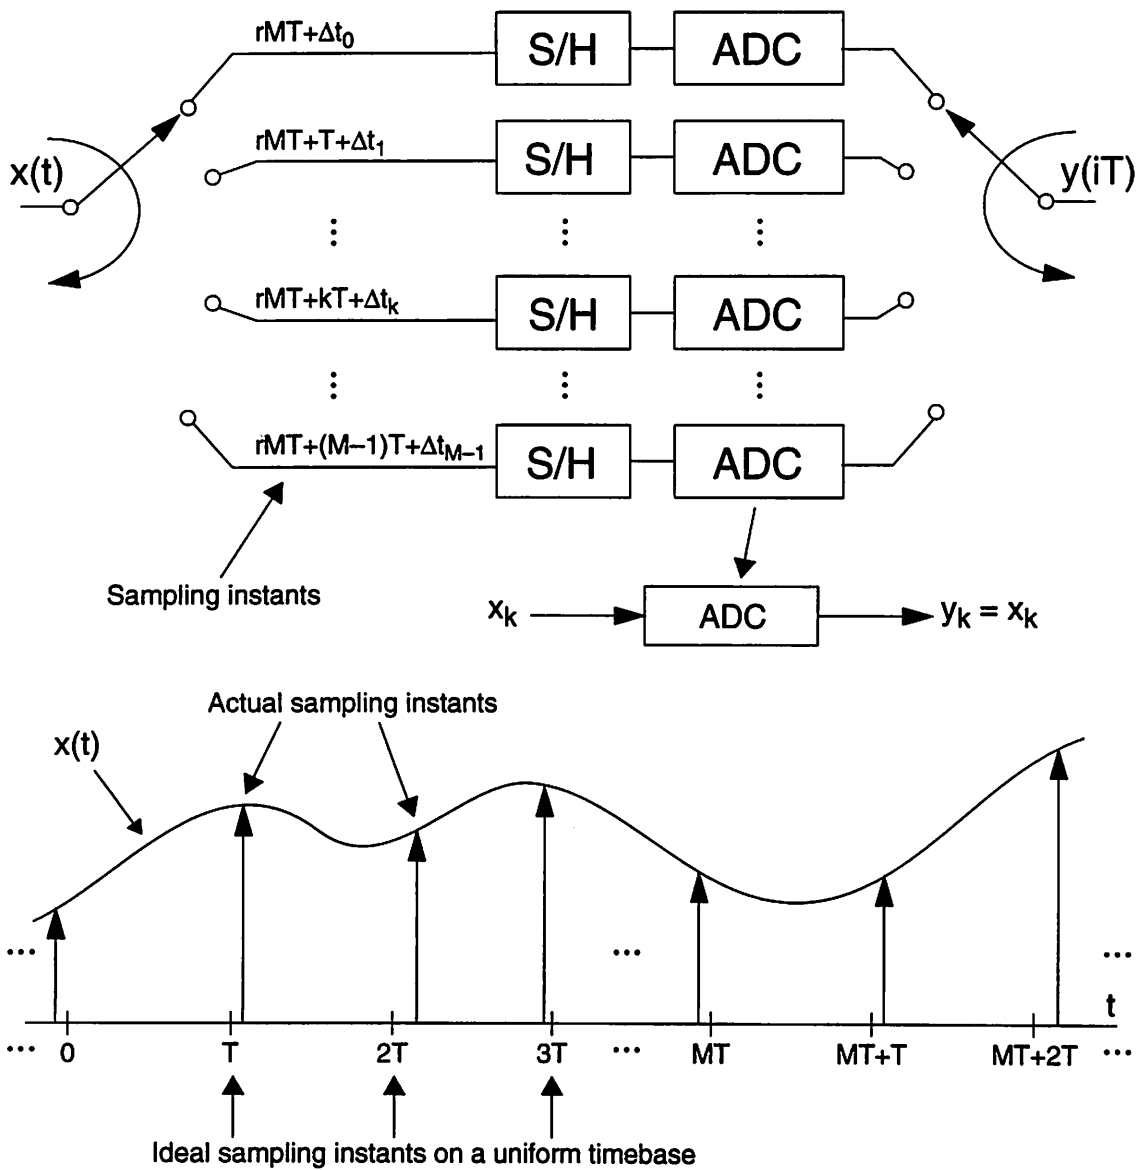 rMT+Δt0
S/H
ADC
x(t)
rMT+T+Δt1
S/H
ADC
y(iT)
⋮ ⋮ ⋮
rMT+kT+Δtk
S/H
ADC
⋮ ⋮ ⋮
rMT+(M–1)T+ΔtM–1
S/H
ADC
Sampling instants
xk
ADC
yk = xk
Actual sampling instants
x(t)
... ... ...
t
... 0 T 2T 3T ... MT MT+T MT+2T ...
Ideal sampling instants on a uniform timebase